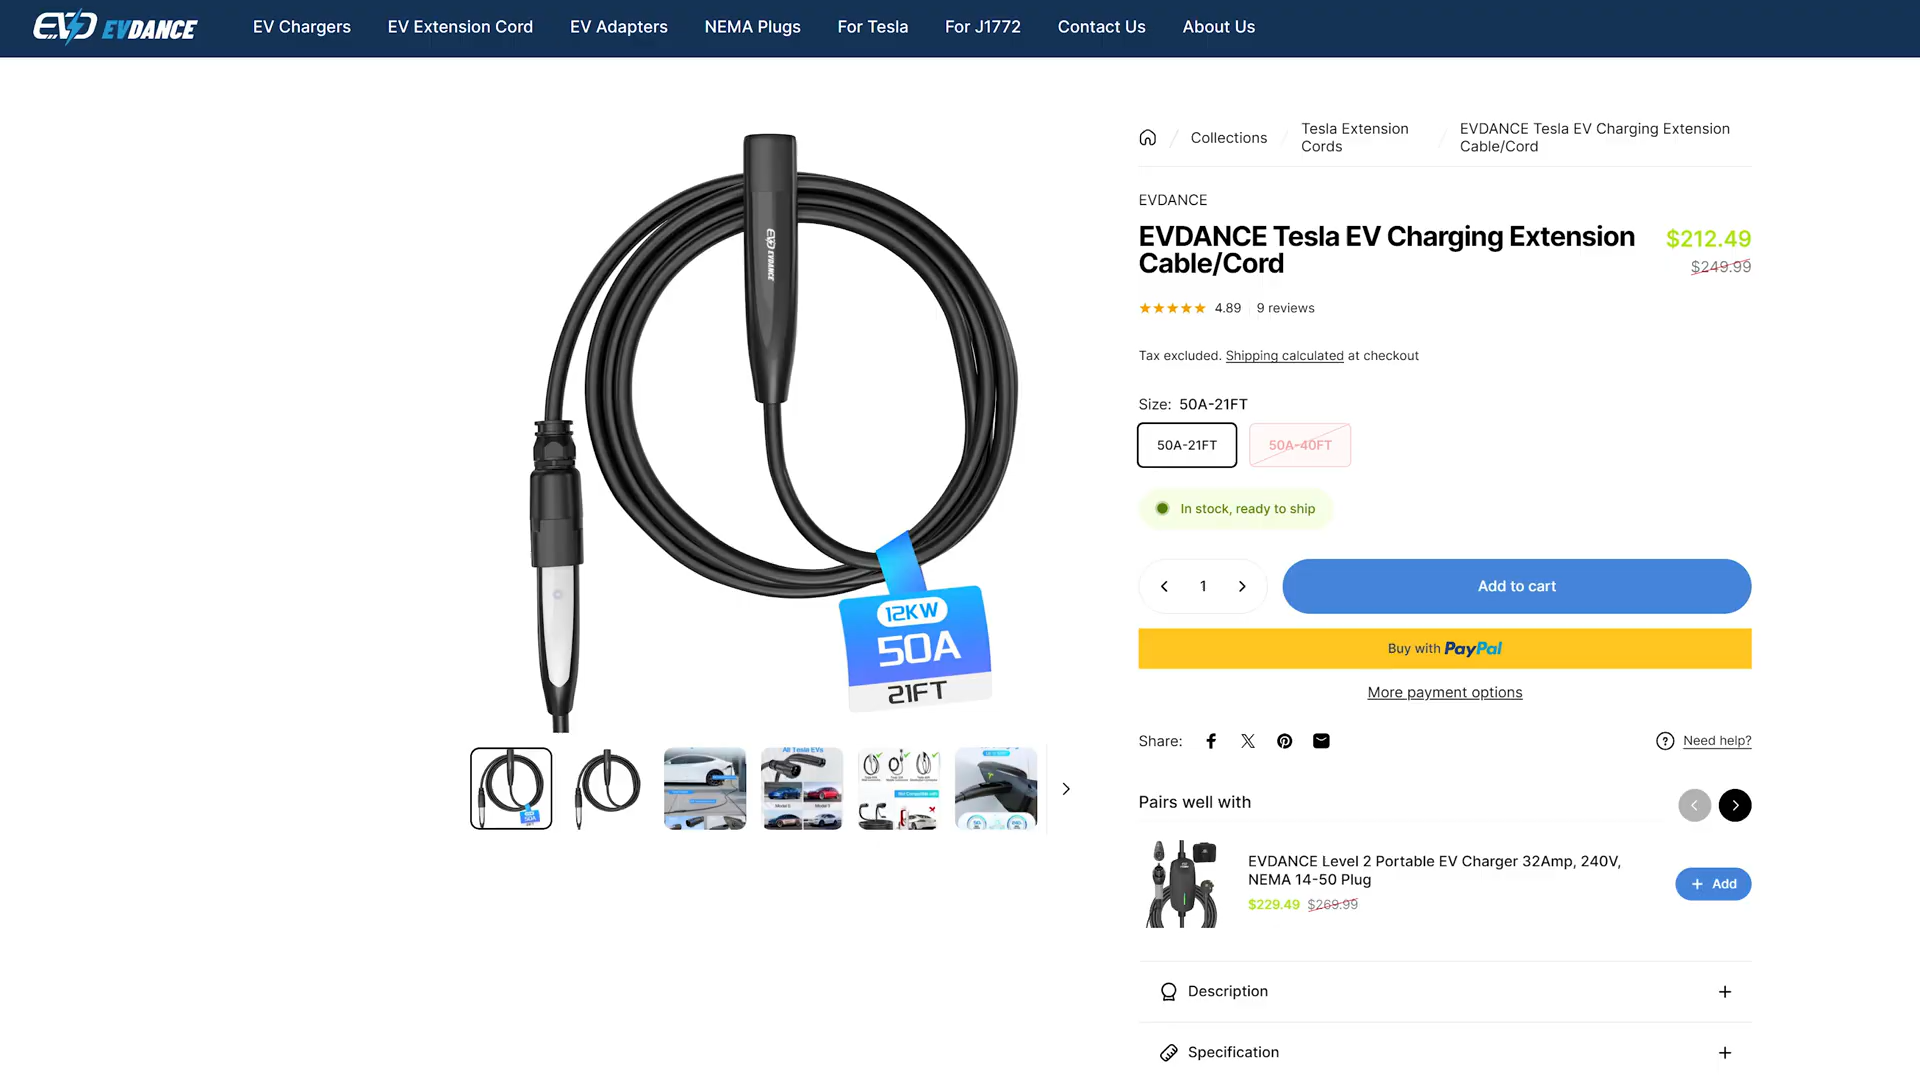 EVDANCE
EV Chargers
EV Extension Cord
EV Adapters
NEMA Plugs
For Tesla
For J1772
Contact Us
About Us
Collections
Tesla Extension
Cords
EVDANCE Tesla EV Charging Extension
Cable/Cord
EVDANCE
EVDANCE Tesla EV Charging Extension
Cable/Cord
$212.49
$249.99
4.89
9 reviews
Tax excluded. Shipping calculated at checkout
Size: 50A-21FT
50A-21FT
50A-40FT
In stock, ready to ship
1
Add to cart
Buy with PayPal
More payment options
Share:
Need help?
Pairs well with
EVDANCE Level 2 Portable EV Charger 32Amp, 240V,
NEMA 14-50 Plug
$229.49 $269.99
Add
Description
Specification
EVDANCE
12KW
50A
21FT
All Tesla EVs